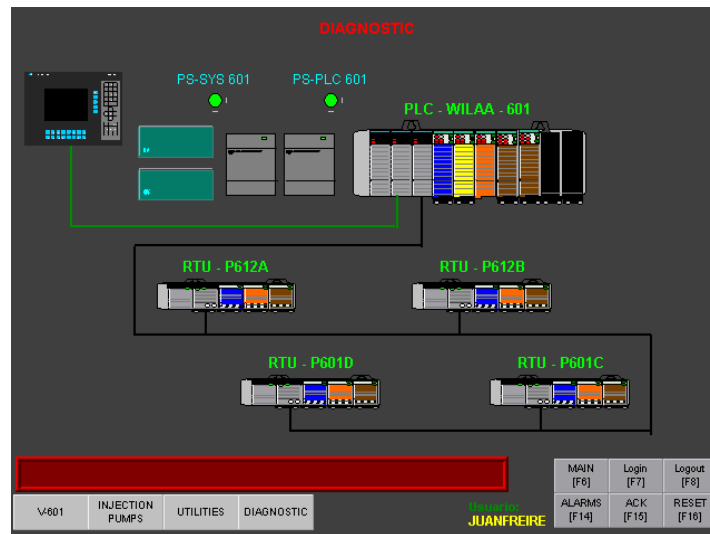 DIAGNOSTIC
PS-SYS 601
PS-PLC 601
PLC - WILAA - 601
RTU - P612A
RTU - P612B
RTU - P601D
RTU - P601C
MAIN
[F6]
Login
[F7]
Logout
[F8]
V-601
INJECTION
PUMPS
UTILITIES
DIAGNOSTIC
Usuario:
JUANFREIRE
ALARMS
[F14]
ACK
[F15]
RESET
[F16]